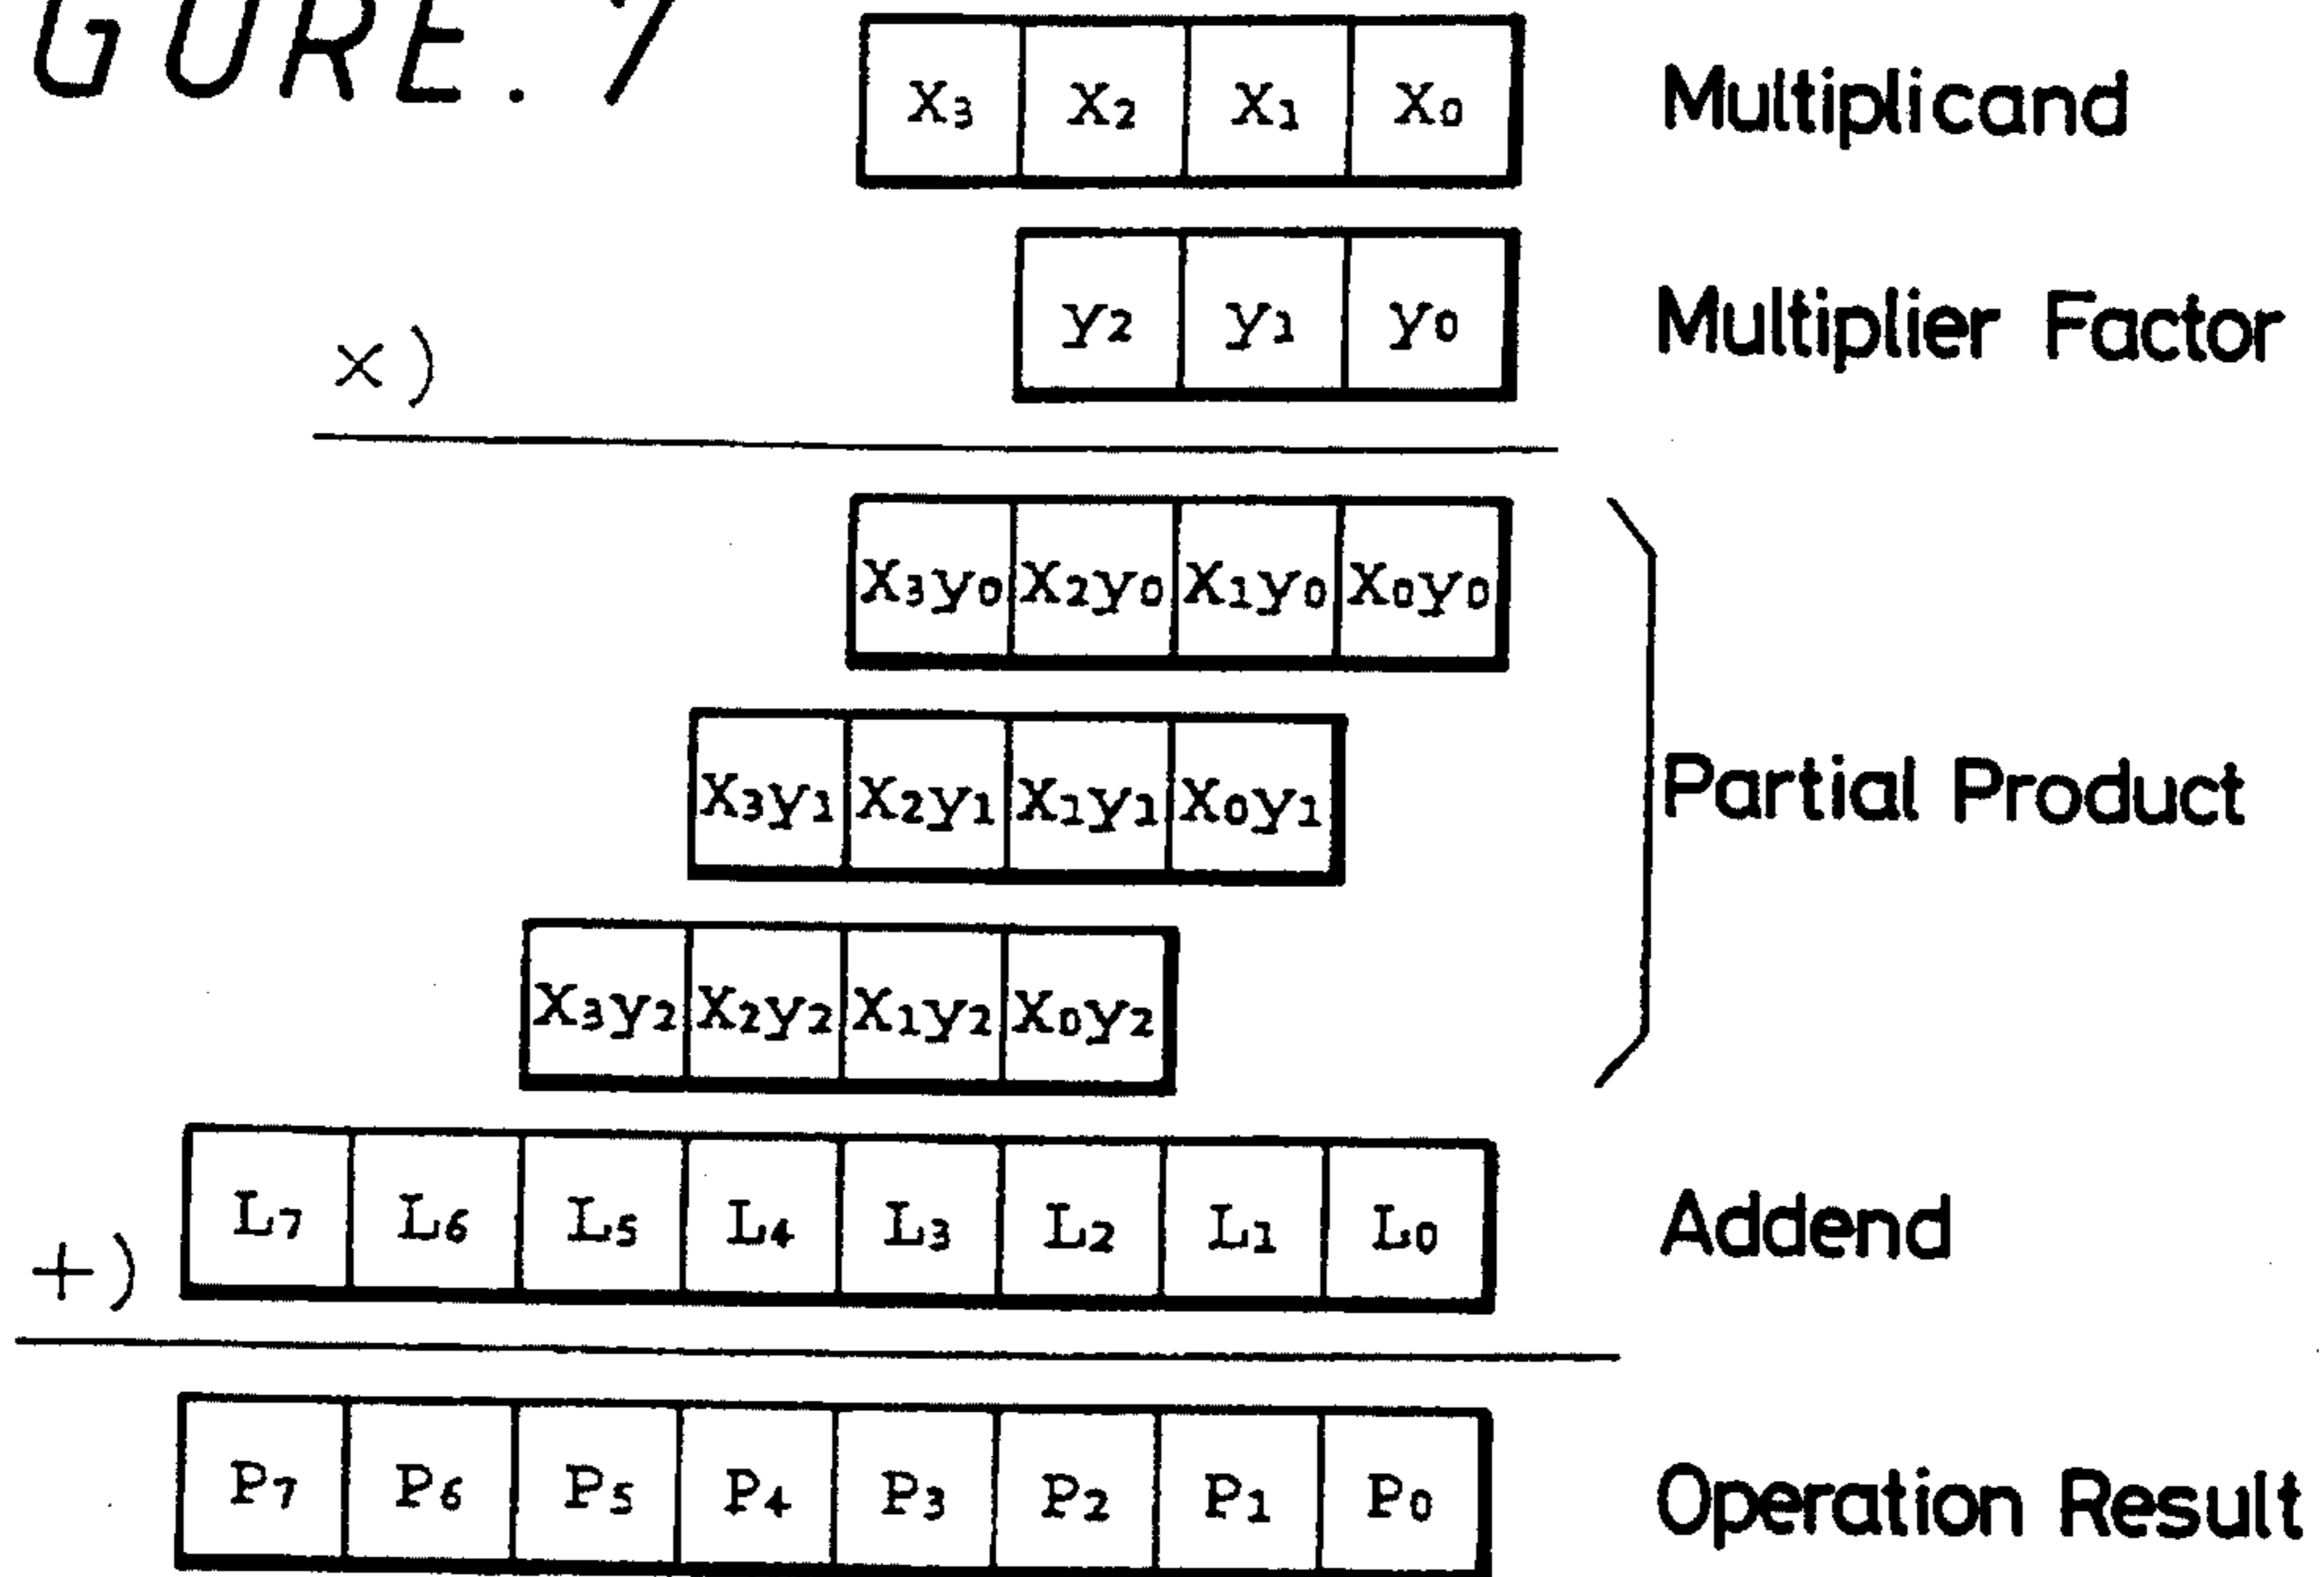 GURE. 7
X₃ X₂ X₁ X₀ Multiplicand
×) y₂ y₁ y₀ Multiplier Factor
X₃y₀ X₂y₀ X₁y₀ X₀y₀
X₃y₁ X₂y₁ X₁y₁ X₀y₁ Partial Product
X₃y₂ X₂y₂ X₁y₂ X₀y₂
+) L₇ L₆ L₅ L₄ L₃ L₂ L₁ L₀ Addend
P₇ P₆ P₅ P₄ P₃ P₂ P₁ P₀ Operation Result